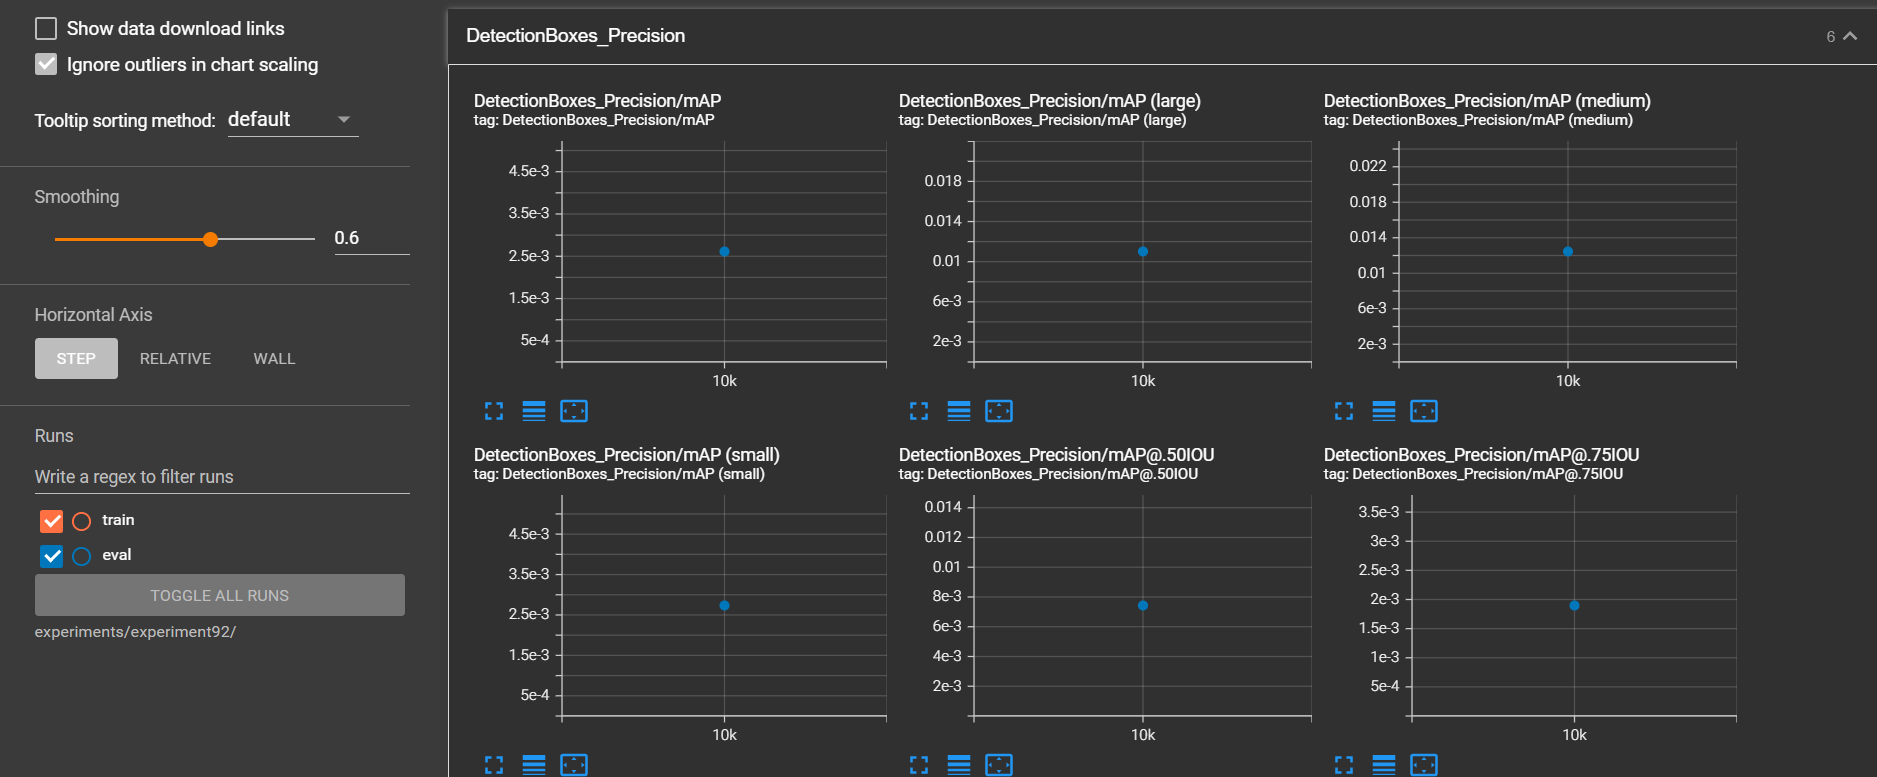 Show data download links
Ignore outliers in chart scaling
Tooltip sorting method: default
Smoothing
0.6
Horizontal Axis
STEP RELATIVE WALL
Runs
Write a regex to filter runs
train
eval
TOGGLE ALL RUNS
experiments/experiment92/
DetectionBoxes_Precision
6
DetectionBoxes_Precision/mAP
tag: DetectionBoxes_Precision/mAP
4.5e-3
3.5e-3
2.5e-3
1.5e-3
5e-4
10k
DetectionBoxes_Precision/mAP (large)
tag: DetectionBoxes_Precision/mAP (large)
0.018
0.014
0.01
6e-3
2e-3
10k
DetectionBoxes_Precision/mAP (medium)
tag: DetectionBoxes_Precision/mAP (medium)
0.022
0.018
0.014
0.01
6e-3
2e-3
10k
DetectionBoxes_Precision/mAP (small)
tag: DetectionBoxes_Precision/mAP (small)
4.5e-3
3.5e-3
2.5e-3
1.5e-3
5e-4
10k
DetectionBoxes_Precision/mAP@.50IOU
tag: DetectionBoxes_Precision/mAP@.50IOU
0.014
0.012
0.01
8e-3
6e-3
4e-3
2e-3
10k
DetectionBoxes_Precision/mAP@.75IOU
tag: DetectionBoxes_Precision/mAP@.75IOU
3.5e-3
3e-3
2.5e-3
2e-3
1.5e-3
1e-3
5e-4
10k